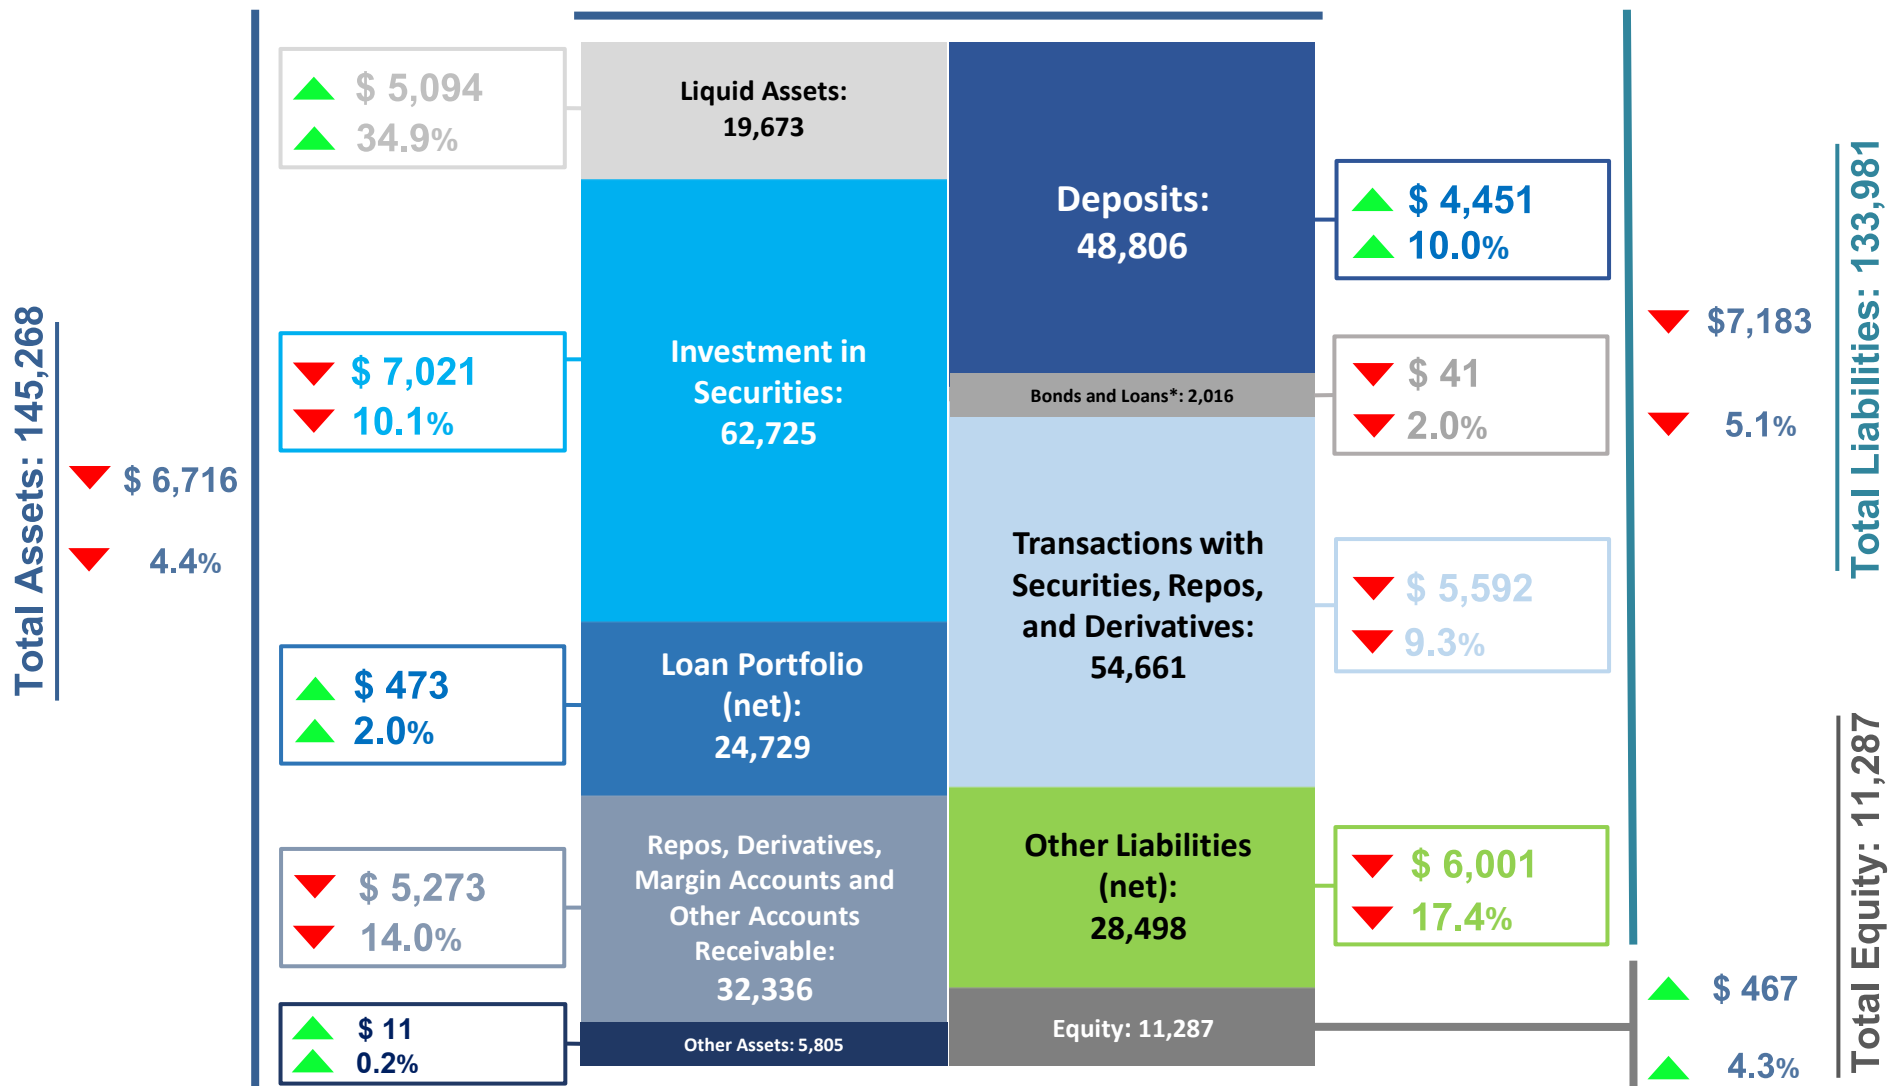 Total Assets: 145,268
$ 6,716
4.4%
$ 5,094
34.9%
$ 7,021
10.1%
$ 473
2.0%
$ 5,273
14.0%
$ 11
0.2%
Liquid Assets:
19,673
Investment in
Securities:
62,725
Loan Portfolio
(net):
24,729
Repos, Derivatives,
Margin Accounts and
Other Accounts
Receivable:
32,336
Other Assets: 5,805
Deposits:
48,806
Bonds and Loans*: 2,016
Transactions with
Securities, Repos,
and Derivatives:
54,661
Other Liabilities
(net):
28,498
Equity: 11,287
$ 4,451
10.0%
$ 41
2.0%
$ 5,592
9.3%
$ 6,001
17.4%
$7,183
5.1%
$ 467
4.3%
Total Liabilities: 133,981
Total Equity: 11,287